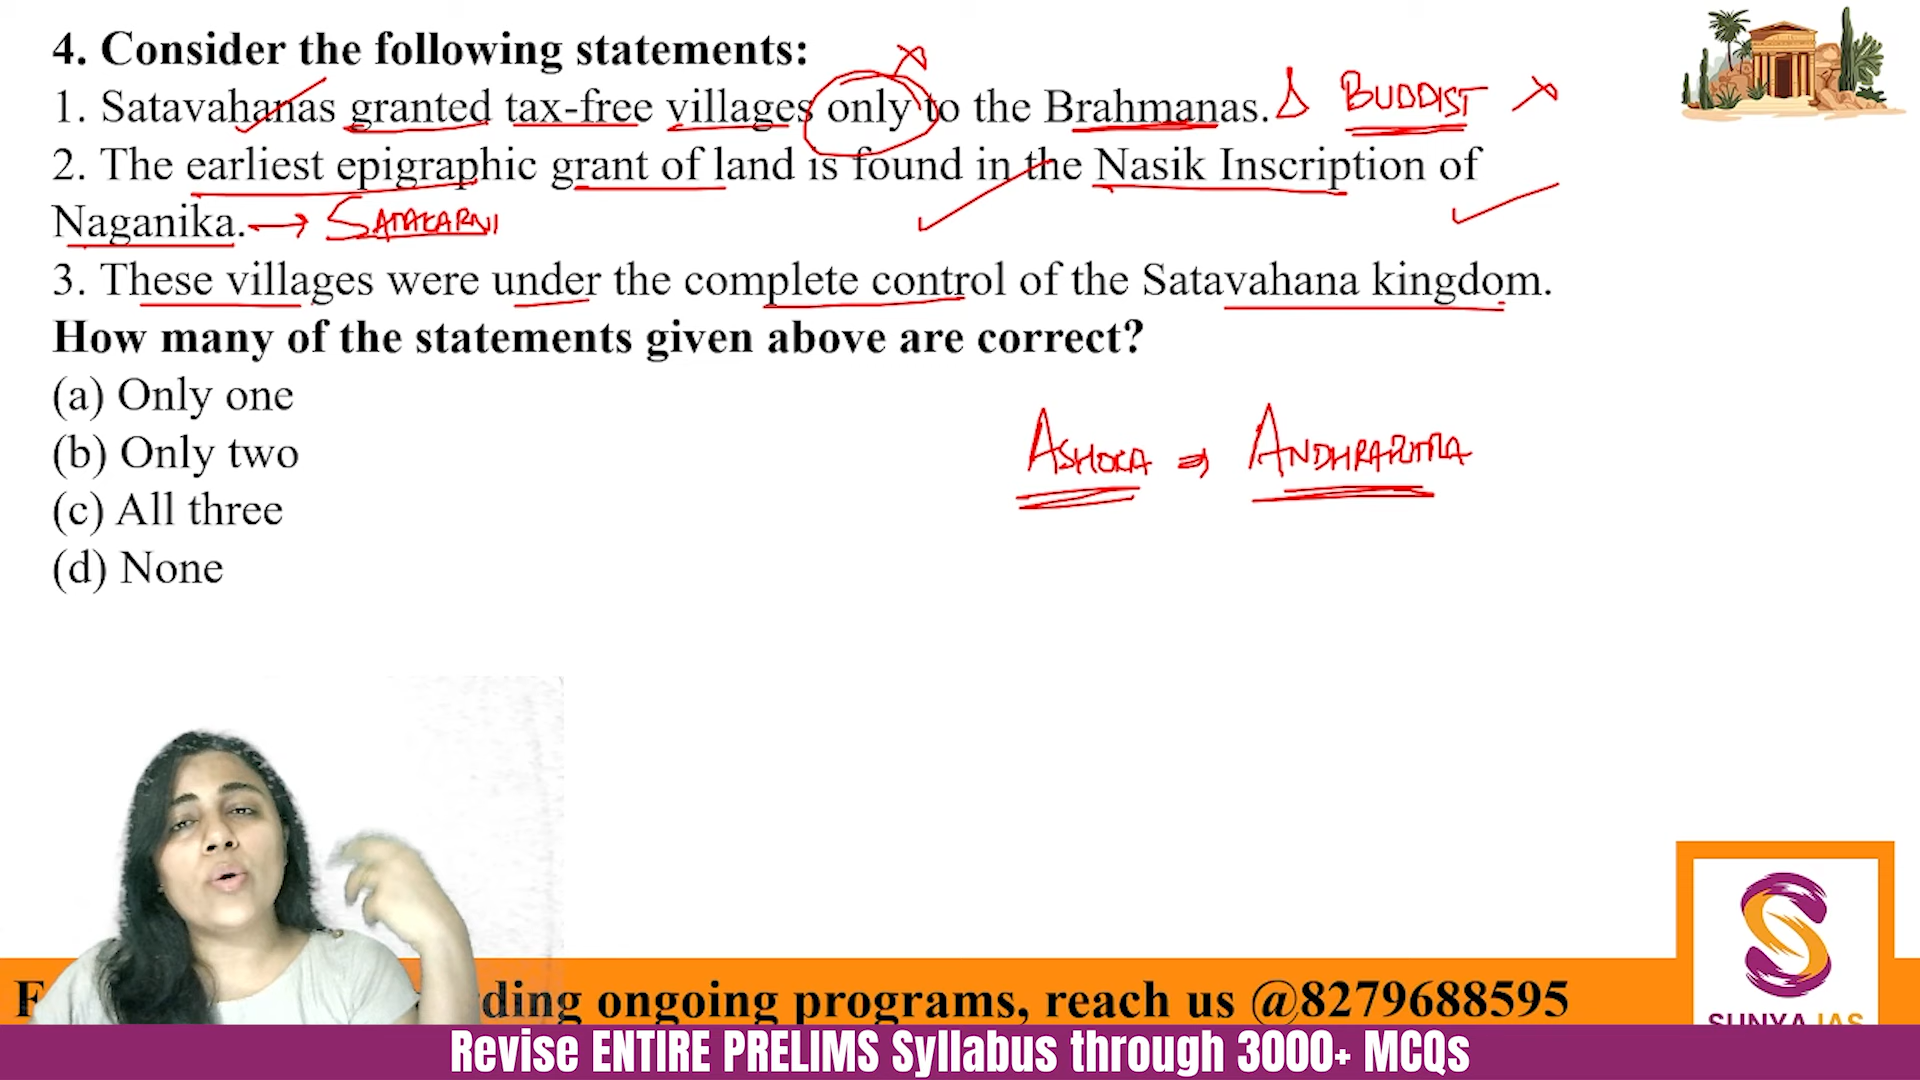 4. Consider the following statements:
1. Satavahanas granted tax-free villages only to the Brahmanas. BUDDIST
2. The earliest epigraphic grant of land is found in the Nasik Inscription of
Naganika. → SATAKARNI
3. These villages were under the complete control of the Satavahana kingdom.
How many of the statements given above are correct?
(a) Only one
(b) Only two
(c) All three
(d) None
ASHOKA ⇒ ANDHRAPUTRA
F rding ongoing programs, reach us @8279688595
SUNYA IAS
Revise ENTIRE PRELIMS Syllabus through 3000+ MCQs